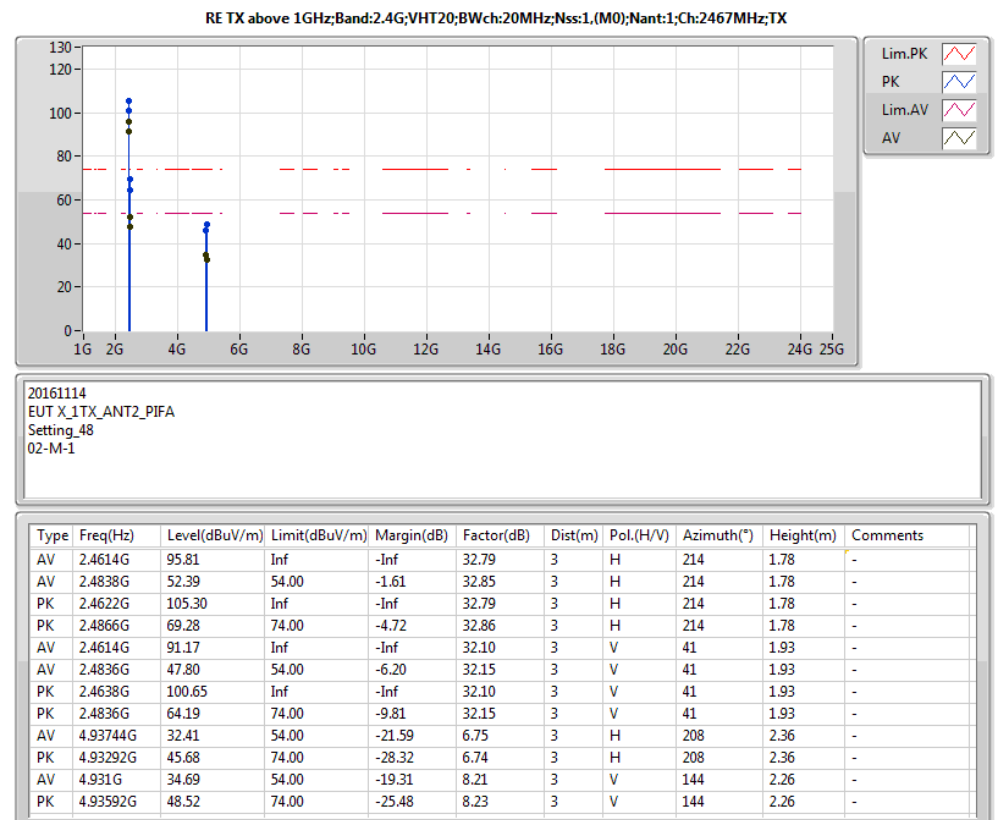 RE TX above 1GHz;Band:2.4G;VHT20;BWch:20MHz;Nss:1,(M0);Nant:1;Ch:2467MHz;TX
130
120
100
80
60
40
20
0
1G 2G 4G 6G 8G 10G 12G 14G 16G 18G 20G 22G 24G 25G
Lim.PK
PK
Lim.AV
AV
20161114
EUT X_1TX_ANT2_PIFA
Setting_48
02-M-1
Type Freq(Hz) Level(dBuV/m) Limit(dBuV/m) Margin(dB) Factor(dB) Dist(m) Pol.(H/V) Azimuth(°) Height(m) Comments
AV 2.4614G 95.81 Inf -Inf 32.79 3 H 214 1.78 -
AV 2.4838G 52.39 54.00 -1.61 32.85 3 H 214 1.78 -
PK 2.4622G 105.30 Inf -Inf 32.79 3 H 214 1.78 -
PK 2.4866G 69.28 74.00 -4.72 32.86 3 H 214 1.78 -
AV 2.4614G 91.17 Inf -Inf 32.10 3 V 41 1.93 -
AV 2.4836G 47.80 54.00 -6.20 32.15 3 V 41 1.93 -
PK 2.4638G 100.65 Inf -Inf 32.10 3 V 41 1.93 -
PK 2.4836G 64.19 74.00 -9.81 32.15 3 V 41 1.93 -
AV 4.93744G 32.41 54.00 -21.59 6.75 3 H 208 2.36 -
PK 4.93292G 45.68 74.00 -28.32 6.74 3 H 208 2.36 -
AV 4.931G 34.69 54.00 -19.31 8.21 3 V 144 2.26 -
PK 4.93592G 48.52 74.00 -25.48 8.23 3 V 144 2.26 -